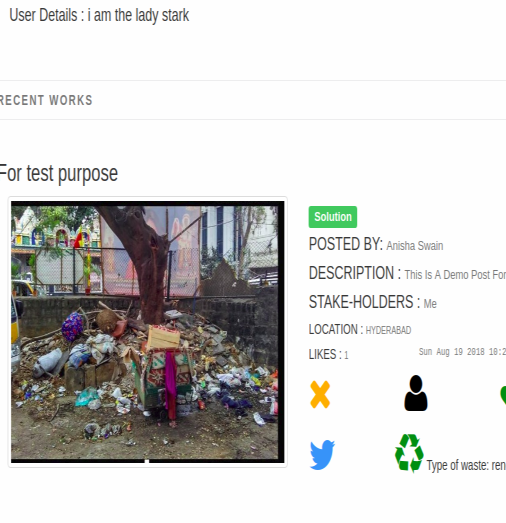 User Details : i am the lady stark
RECENT WORKS
For test purpose
Solution
POSTED BY: Anisha Swain
DESCRIPTION : This Is A Demo Post For
STAKE-HOLDERS : Me
LOCATION : HYDERABAD
LIKES : 1
Sun Aug 19 2018 10:2
Type of waste: ren